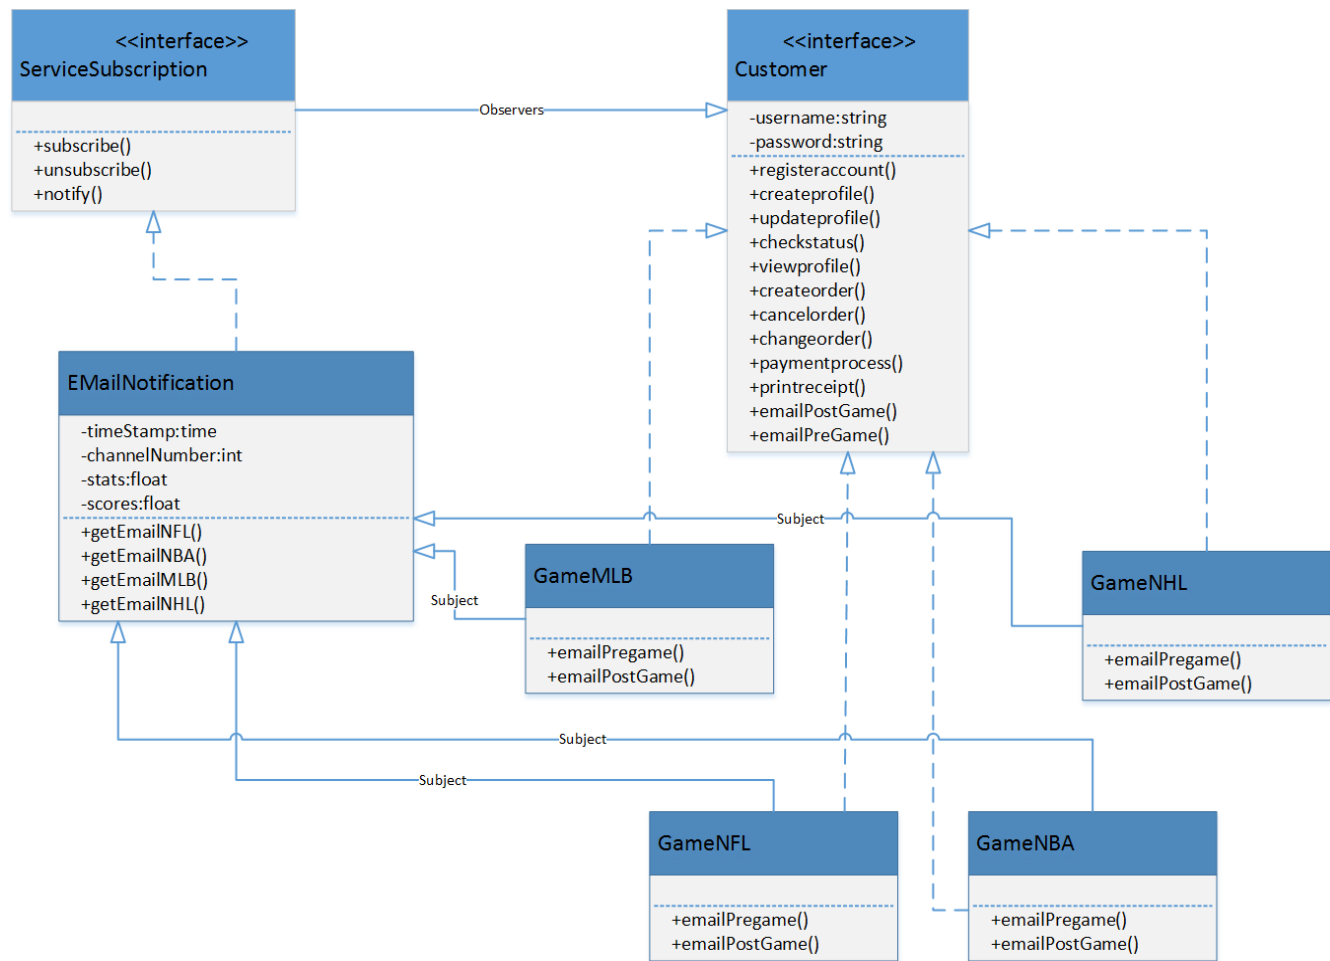 <<interface>>
ServiceSubscription
+subscribe()
+unsubscribe()
+notify()
Observers
<<interface>>
Customer
-username:string
-password:string
+registeraccount()
+createprofile()
+updateprofile()
+checkstatus()
+viewprofile()
+createorder()
+cancelorder()
+changeorder()
+paymentprocess()
+printreceipt()
+emailPostGame()
+emailPreGame()
EMailNotification
-timeStamp:time
-channelNumber:int
-stats:float
-scores:float
+getEmailNFL()
+getEmailNBA()
+getEmailMLB()
+getEmailNHL()
Subject
Subject
GameMLB
+emailPregame()
+emailPostGame()
GameNHL
+emailPregame()
+emailPostGame()
Subject
Subject
GameNFL
+emailPregame()
+emailPostGame()
GameNBA
+emailPregame()
+emailPostGame()